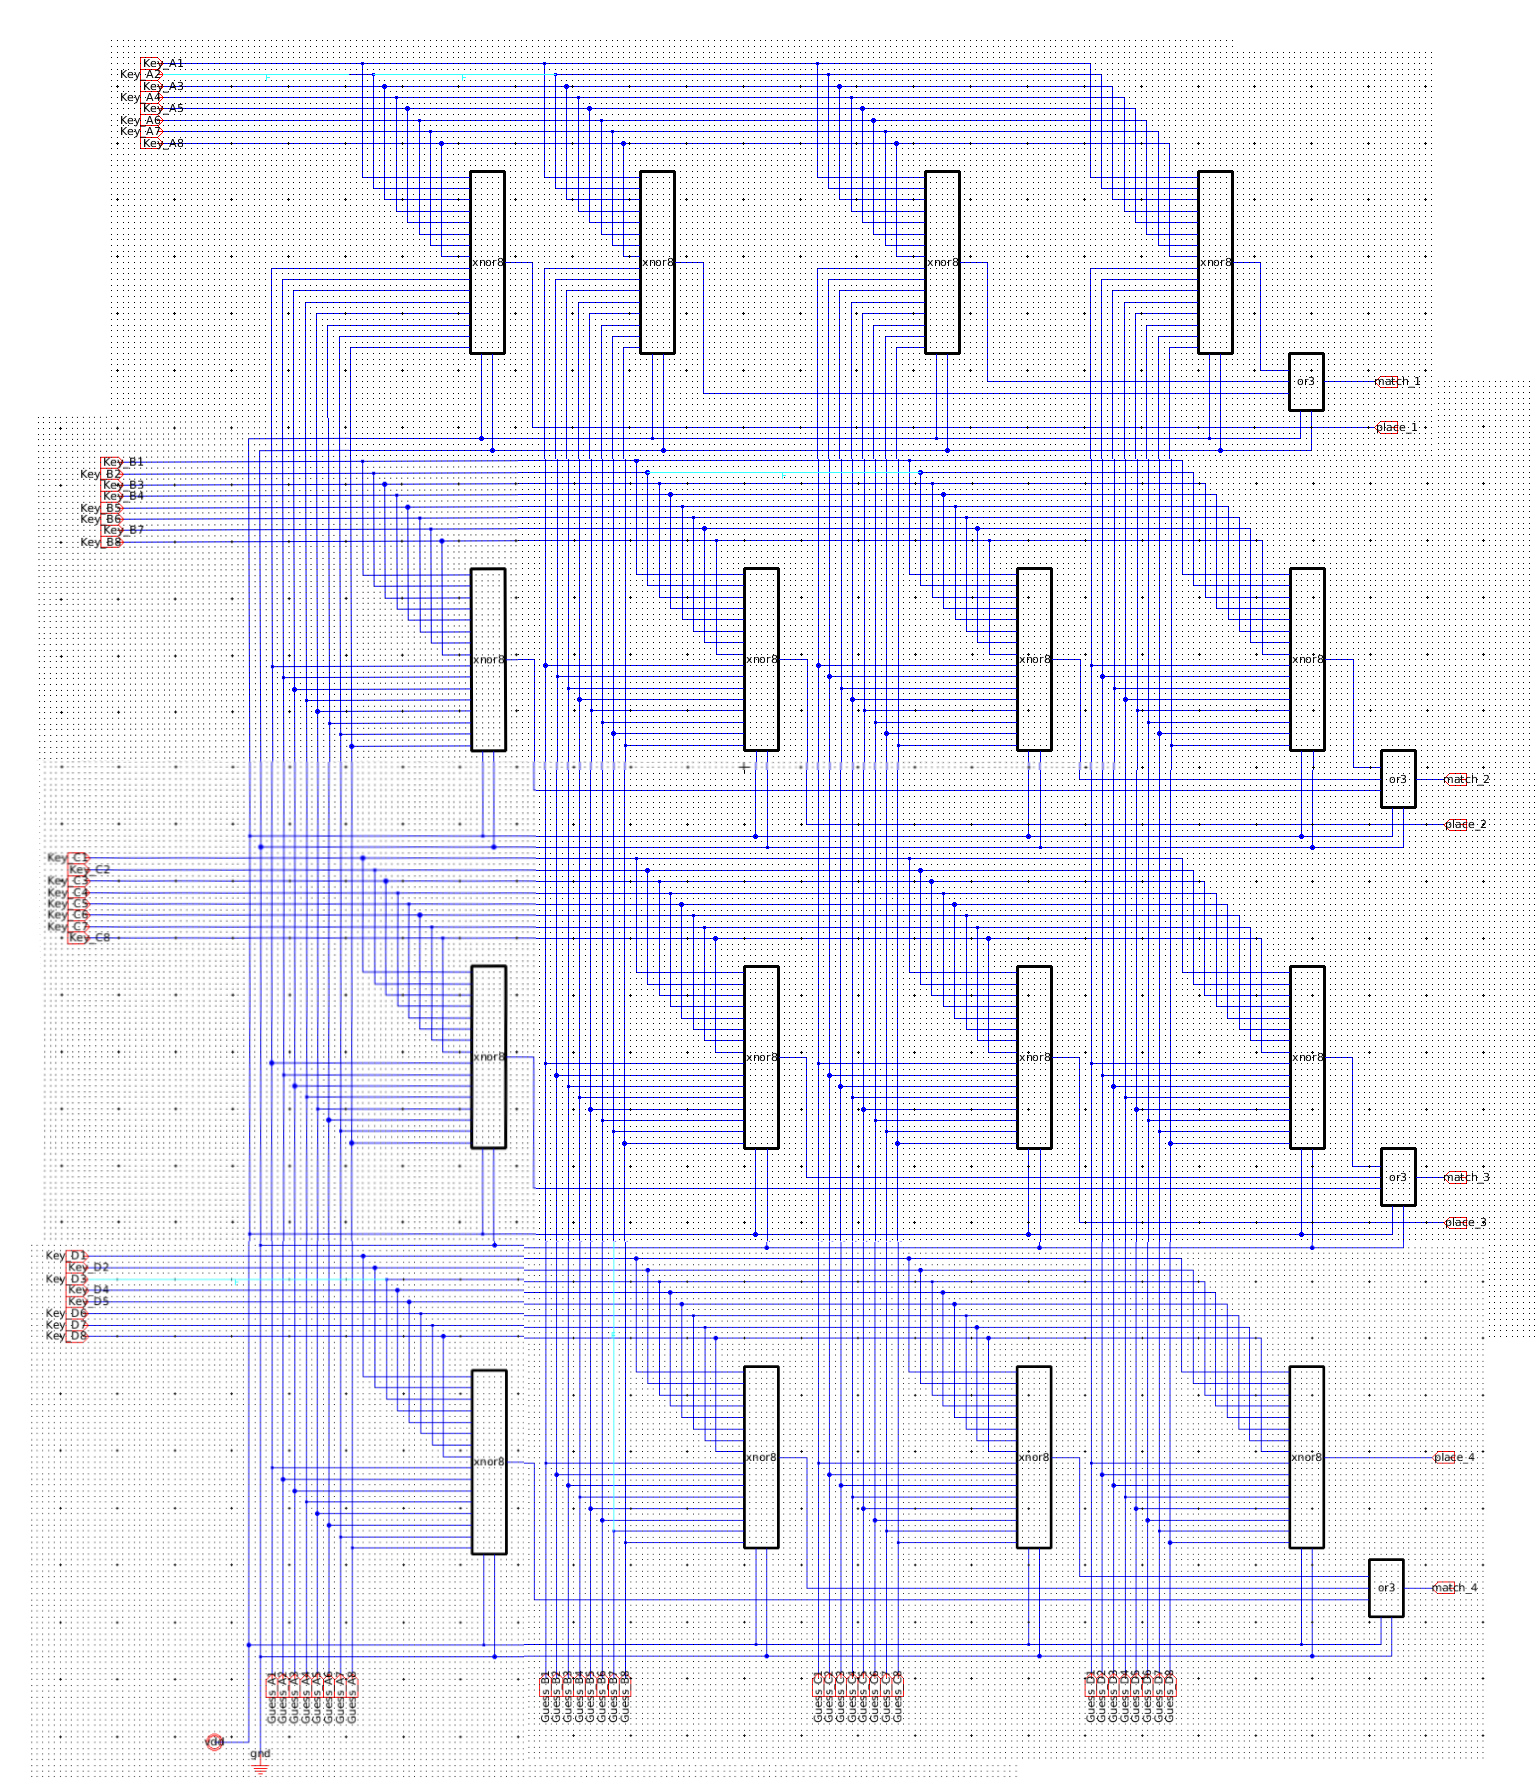 Key_A1
Key_A2
Key_A3
Key_A4
Key_A5
Key_A6
Key_A7
Key_A8
xnor8 xnor8 xnor8 xnor8
or3 match_1
place_1
Key_B1
Key_B2
Key_B3
Key_B4
Key_B5
Key_B6
Key_B7
Key_B8
xnor8 xnor8 xnor8 xnor8
or3 match_2
place_2
Key_C1
Key_C2
Key_C3
Key_C4
Key_C5
Key_C6
Key_C7
Key_C8
xnor8 xnor8 xnor8 xnor8
or3 match_3
place_3
Key_D1
Key_D2
Key_D3
Key_D4
Key_D5
Key_D6
Key_D7
Key_D8
xnor8 xnor8 xnor8 xnor8
place_4
or3 match_4
Guess_A1
Guess_A2
Guess_A3
Guess_A4
Guess_A5
Guess_A6
Guess_A7
Guess_A8
Guess_B1
Guess_B2
Guess_B3
Guess_B4
Guess_B5
Guess_B6
Guess_B7
Guess_B8
Guess_C1
Guess_C2
Guess_C3
Guess_C4
Guess_C5
Guess_C6
Guess_C7
Guess_C8
Guess_D1
Guess_D2
Guess_D3
Guess_D4
Guess_D5
Guess_D6
Guess_D7
Guess_D8
vdd
gnd